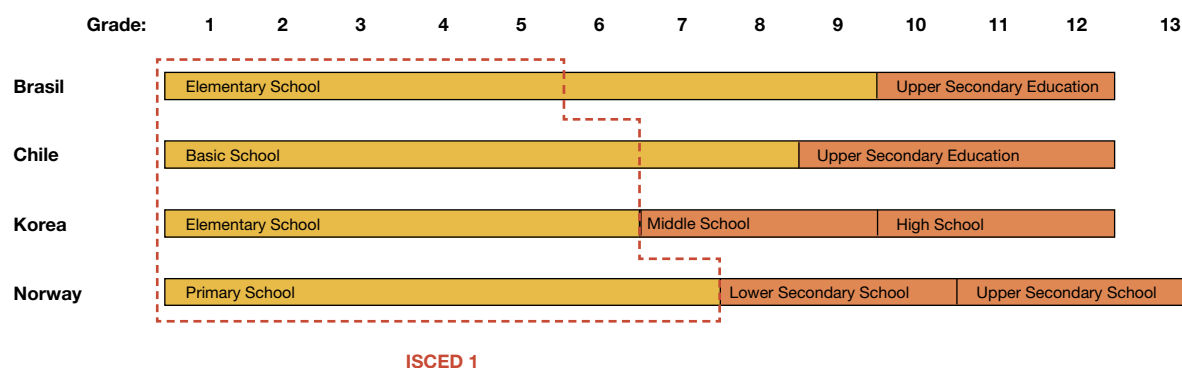 Grade: 1 2 3 4 5 6 7 8 9 10 11 12 13
Brasil Elementary School Upper Secondary Education
Chile Basic School Upper Secondary Education
Korea Elementary School Middle School High School
Norway Primary School Lower Secondary School Upper Secondary School
ISCED 1